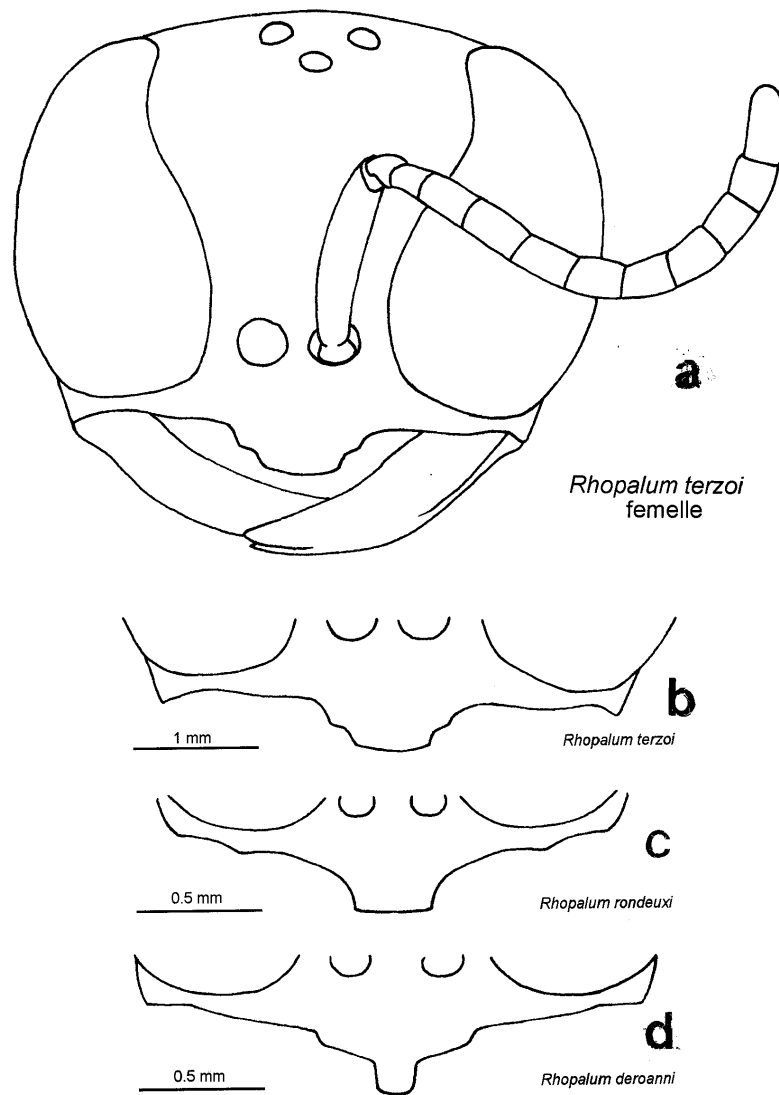 a
Rhopalum terzoi
femelle
b
1 mm
Rhopalum terzoi
c
0.5 mm
Rhopalum rondeuxi
d
0.5 mm
Rhopalum deroanni